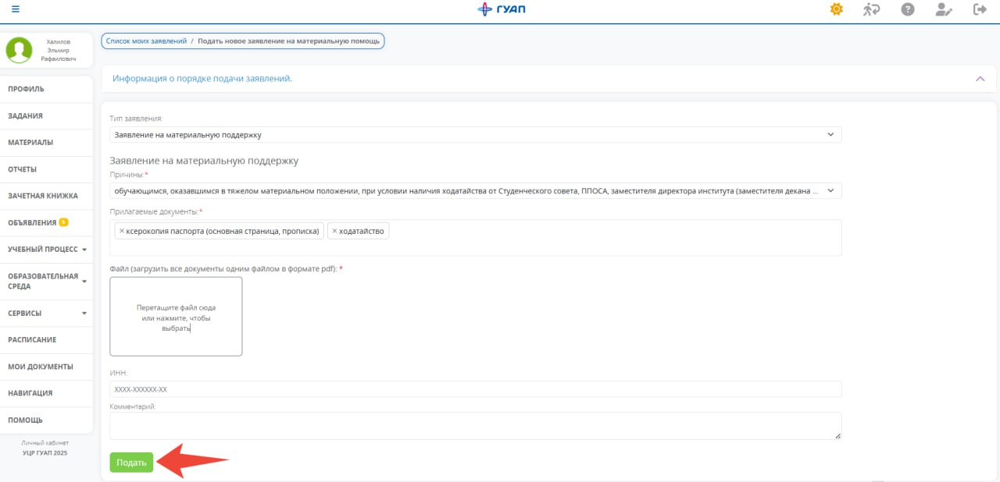 ГУАП
Халилов
Эльмир
Рафаилович
Список моих заявлений / Подать новое заявление на материальную помощь
Информация о порядке подачи заявлений.
ПРОФИЛЬ
ЗАДАНИЯ
МАТЕРИАЛЫ
ОТЧЕТЫ
ЗАЧЕТНАЯ КНИЖКА
ОБЪЯВЛЕНИЯ 6
УЧЕБНЫЙ ПРОЦЕСС
ОБРАЗОВАТЕЛЬНАЯ
СРЕДА
СЕРВИСЫ
РАСПИСАНИЕ
МОИ ДОКУМЕНТЫ
НАВИГАЦИЯ
ПОМОЩЬ
Личный кабинет
УЦР ГУАП 2025
Тип заявления:
Заявление на материальную поддержку
Заявление на материальную поддержку
Причины:*
обучающимся, оказавшимся в тяжелом материальном положении, при условии наличия ходатайства от Студенческого совета, ППОСА, заместителя директора института (заместителя декана ...
Прилагаемые документы:*
× ксерокопия паспорта (основная страница, прописка) × ходатайство
Файл (загрузить все документы одним файлом в формате pdf): *
Перетащите файл сюда
или нажмите, чтобы
выбрать
ИНН:
XXXX-XXXXXX-XX
Комментарий:
Подать